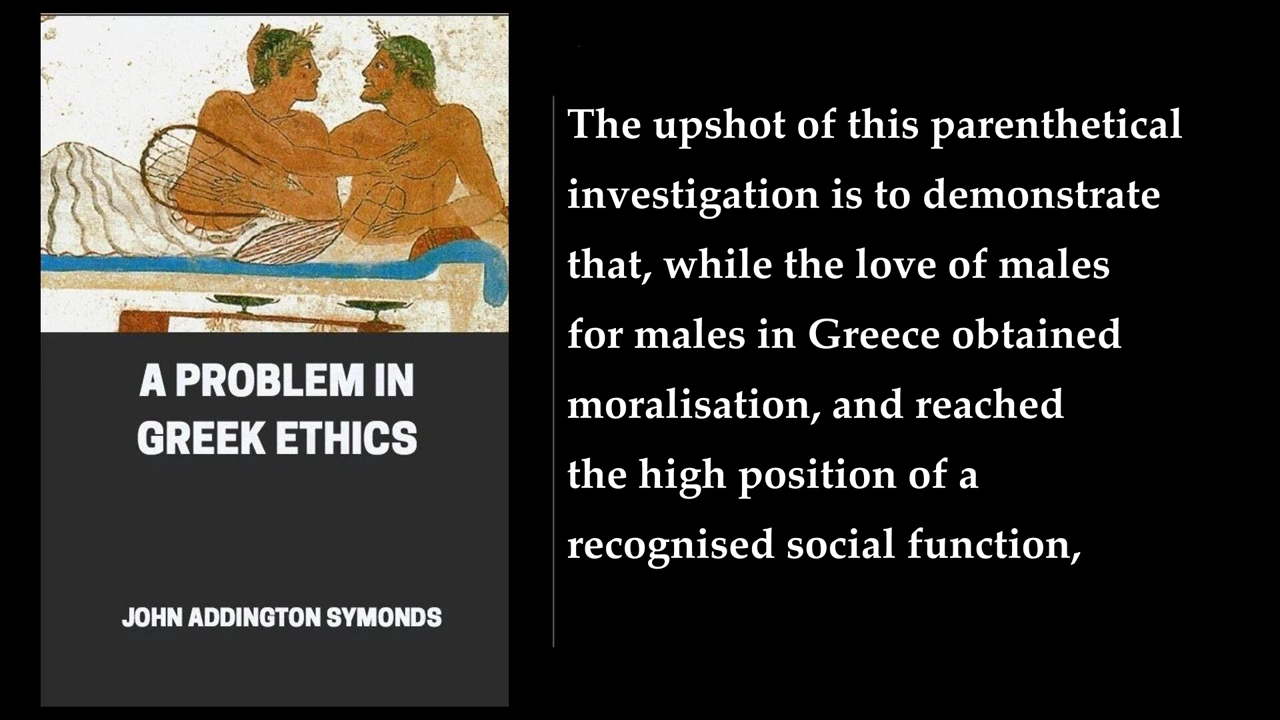 A PROBLEM IN
GREEK ETHICS
JOHN ADDINGTON SYMONDS
The upshot of this parenthetical
investigation is to demonstrate
that, while the love of males
for males in Greece obtained
moralisation, and reached
the high position of a
recognised social function,